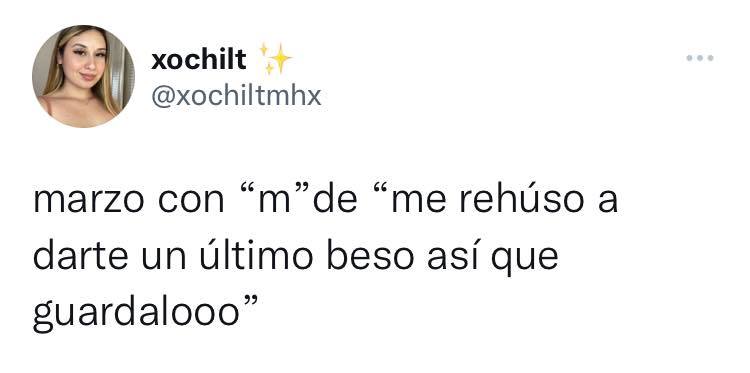 xochilt ✨
@xochiltmhx
marzo con “m”de “me rehúso a
darte un último beso así que
guardalooo”